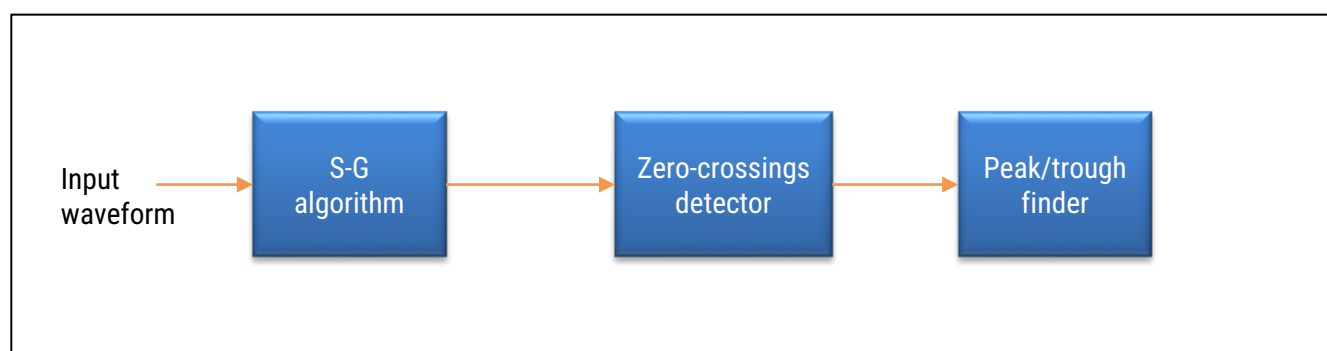 Input
waveform
S-G
algorithm
Zero-crossings
detector
Peak/trough
finder